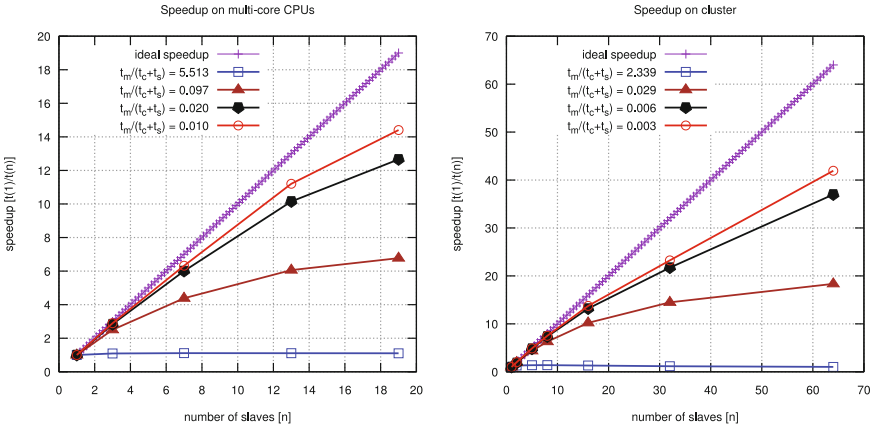 Speedup on multi-core CPUs
20
18
16
14
12
10
8
6
4
2
0
0 2 4 6 8 10 12 14 16 18 20
speedup [t(1)/t(n)]
number of slaves [n]
ideal speedup
tm/(tc+ts) = 5.513
tm/(tc+ts) = 0.097
tm/(tc+ts) = 0.020
tm/(tc+ts) = 0.010
Speedup on cluster
70
60
50
40
30
20
10
0
0 10 20 30 40 50 60 70
speedup [t(1)/t(n)]
number of slaves [n]
ideal speedup
tm/(tc+ts) = 2.339
tm/(tc+ts) = 0.029
tm/(tc+ts) = 0.006
tm/(tc+ts) = 0.003